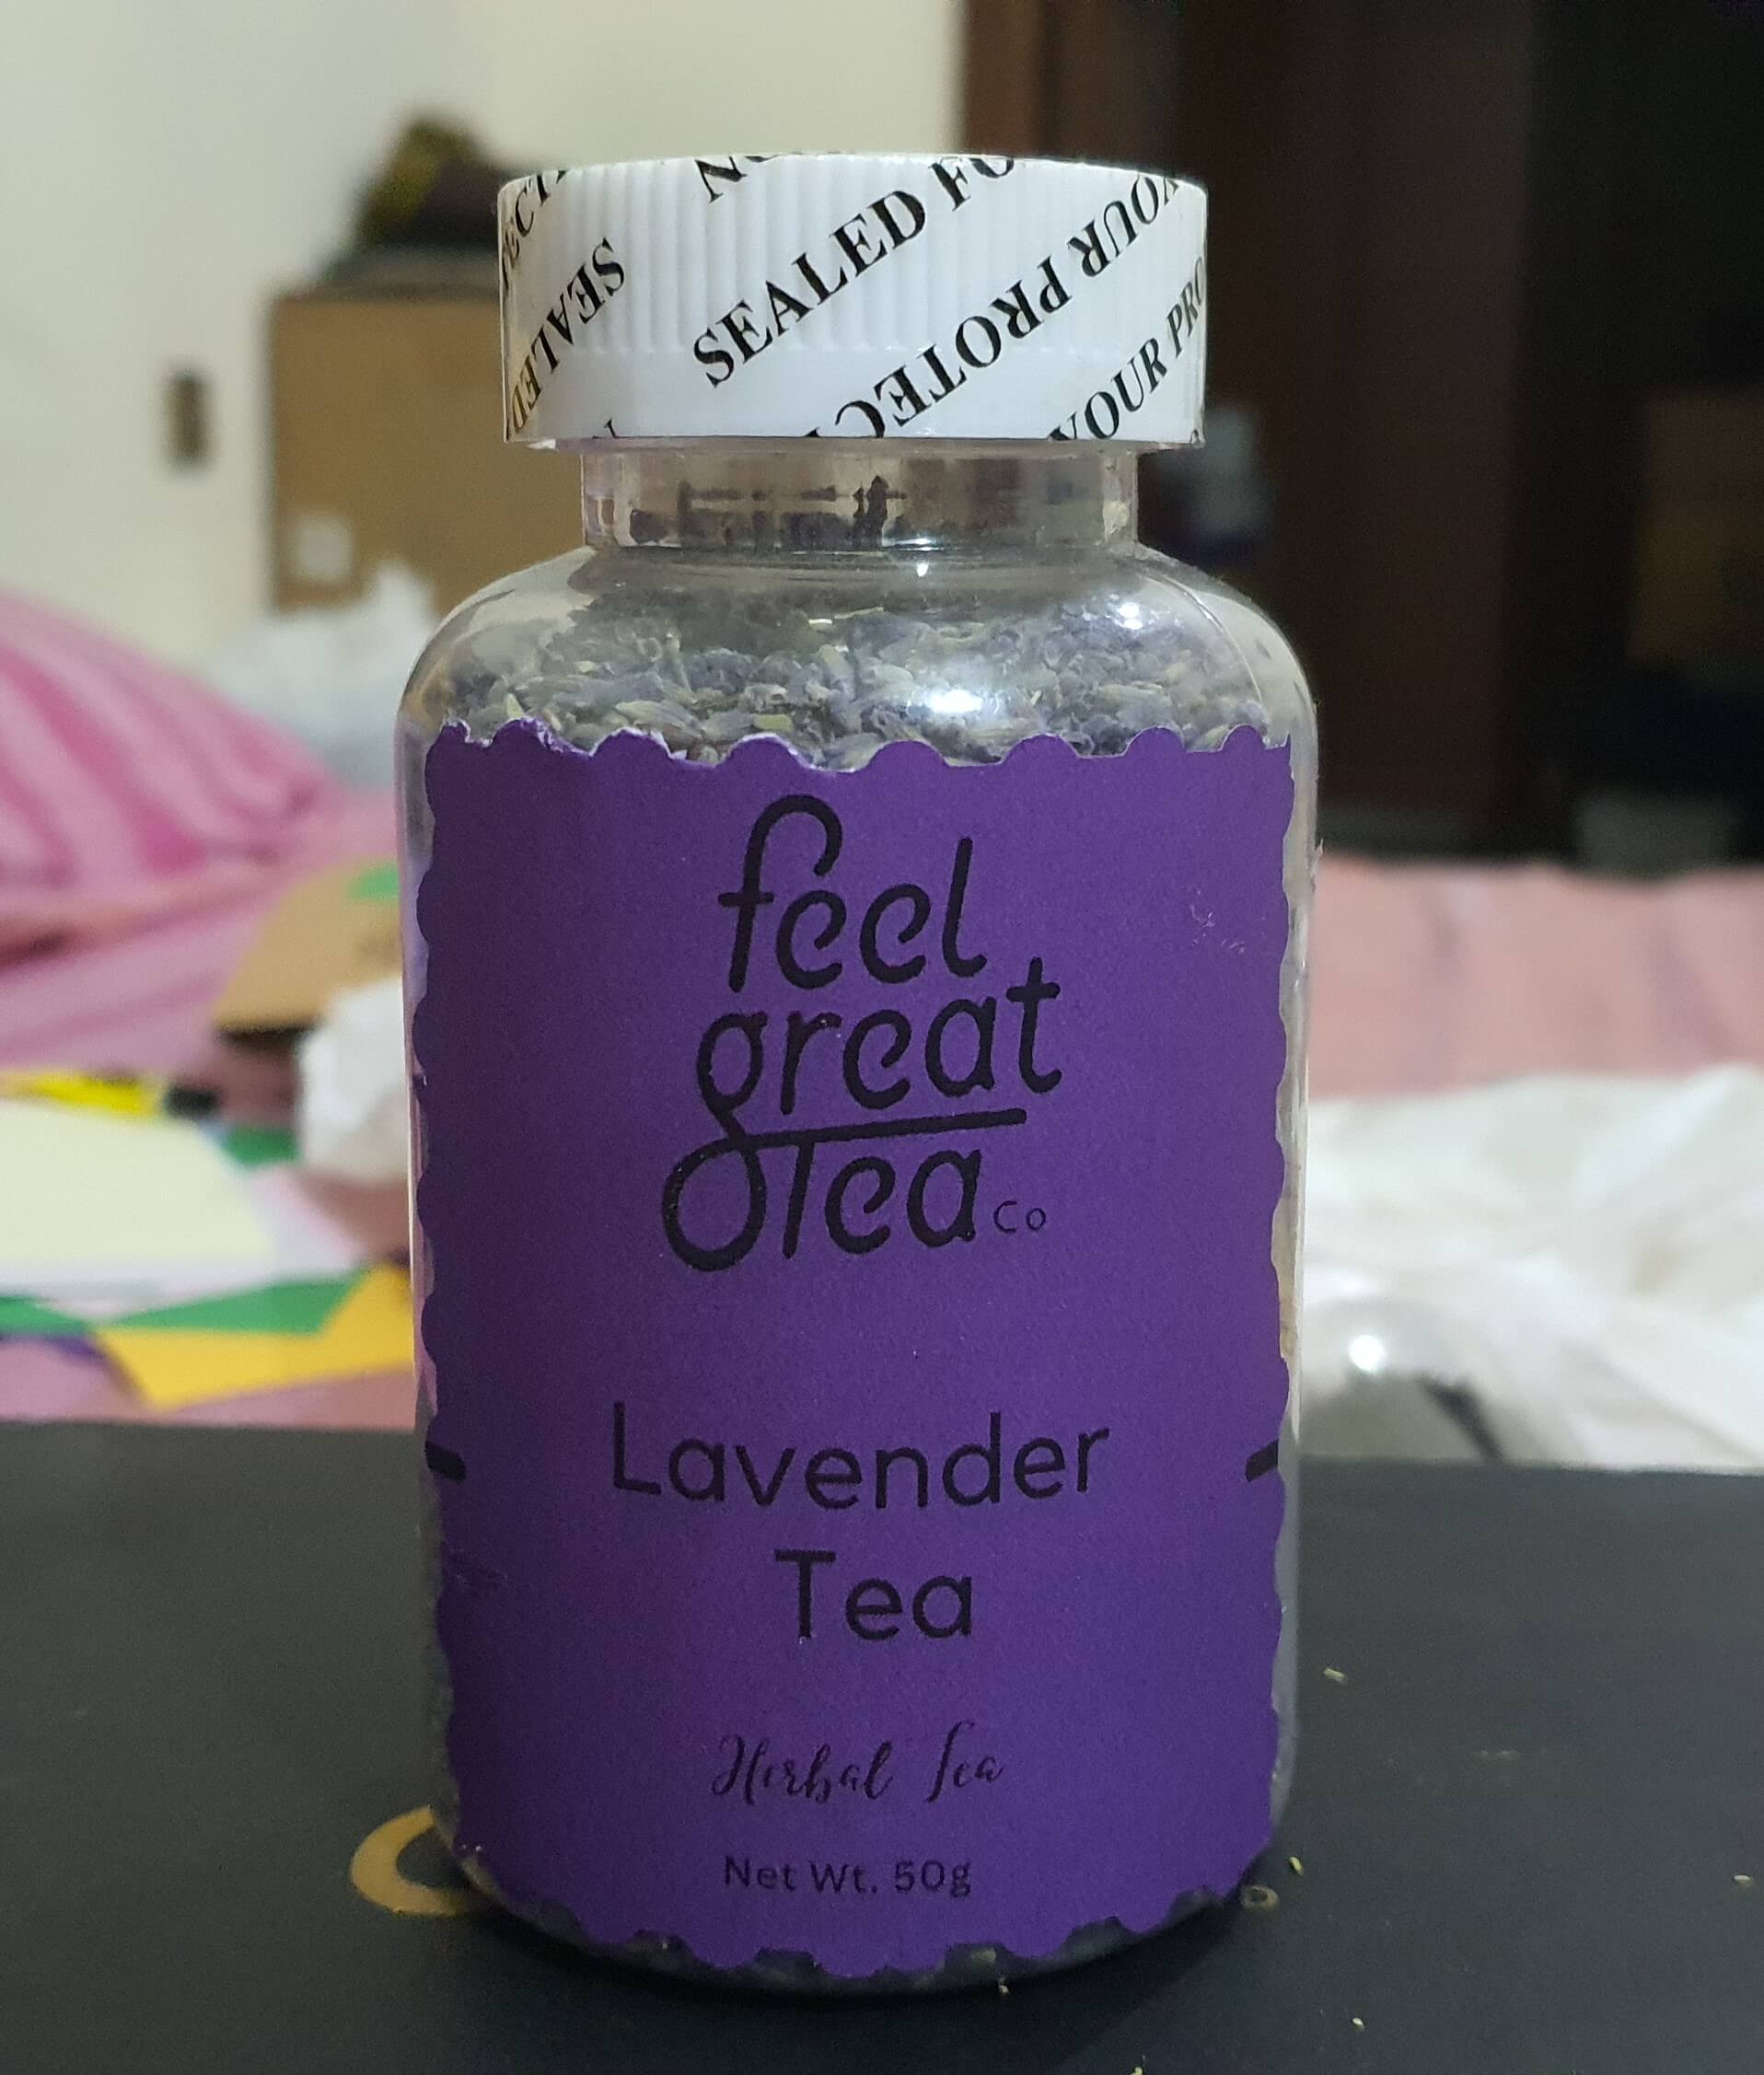 SEALED FO
YOUR PROTEC
YOUR PRO
SEALED
feel
great
Tea Co
Lavender
Tea
Herbal Tea
Net Wt. 50g